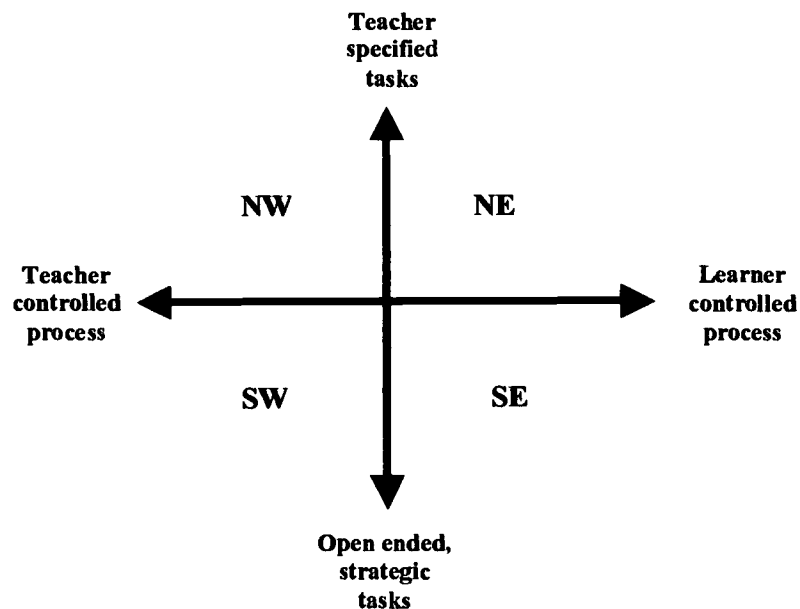 Teacher
specified
tasks
NW
NE
Teacher
controlled
process
Learner
controlled
process
SW
SE
Open ended,
strategic
tasks